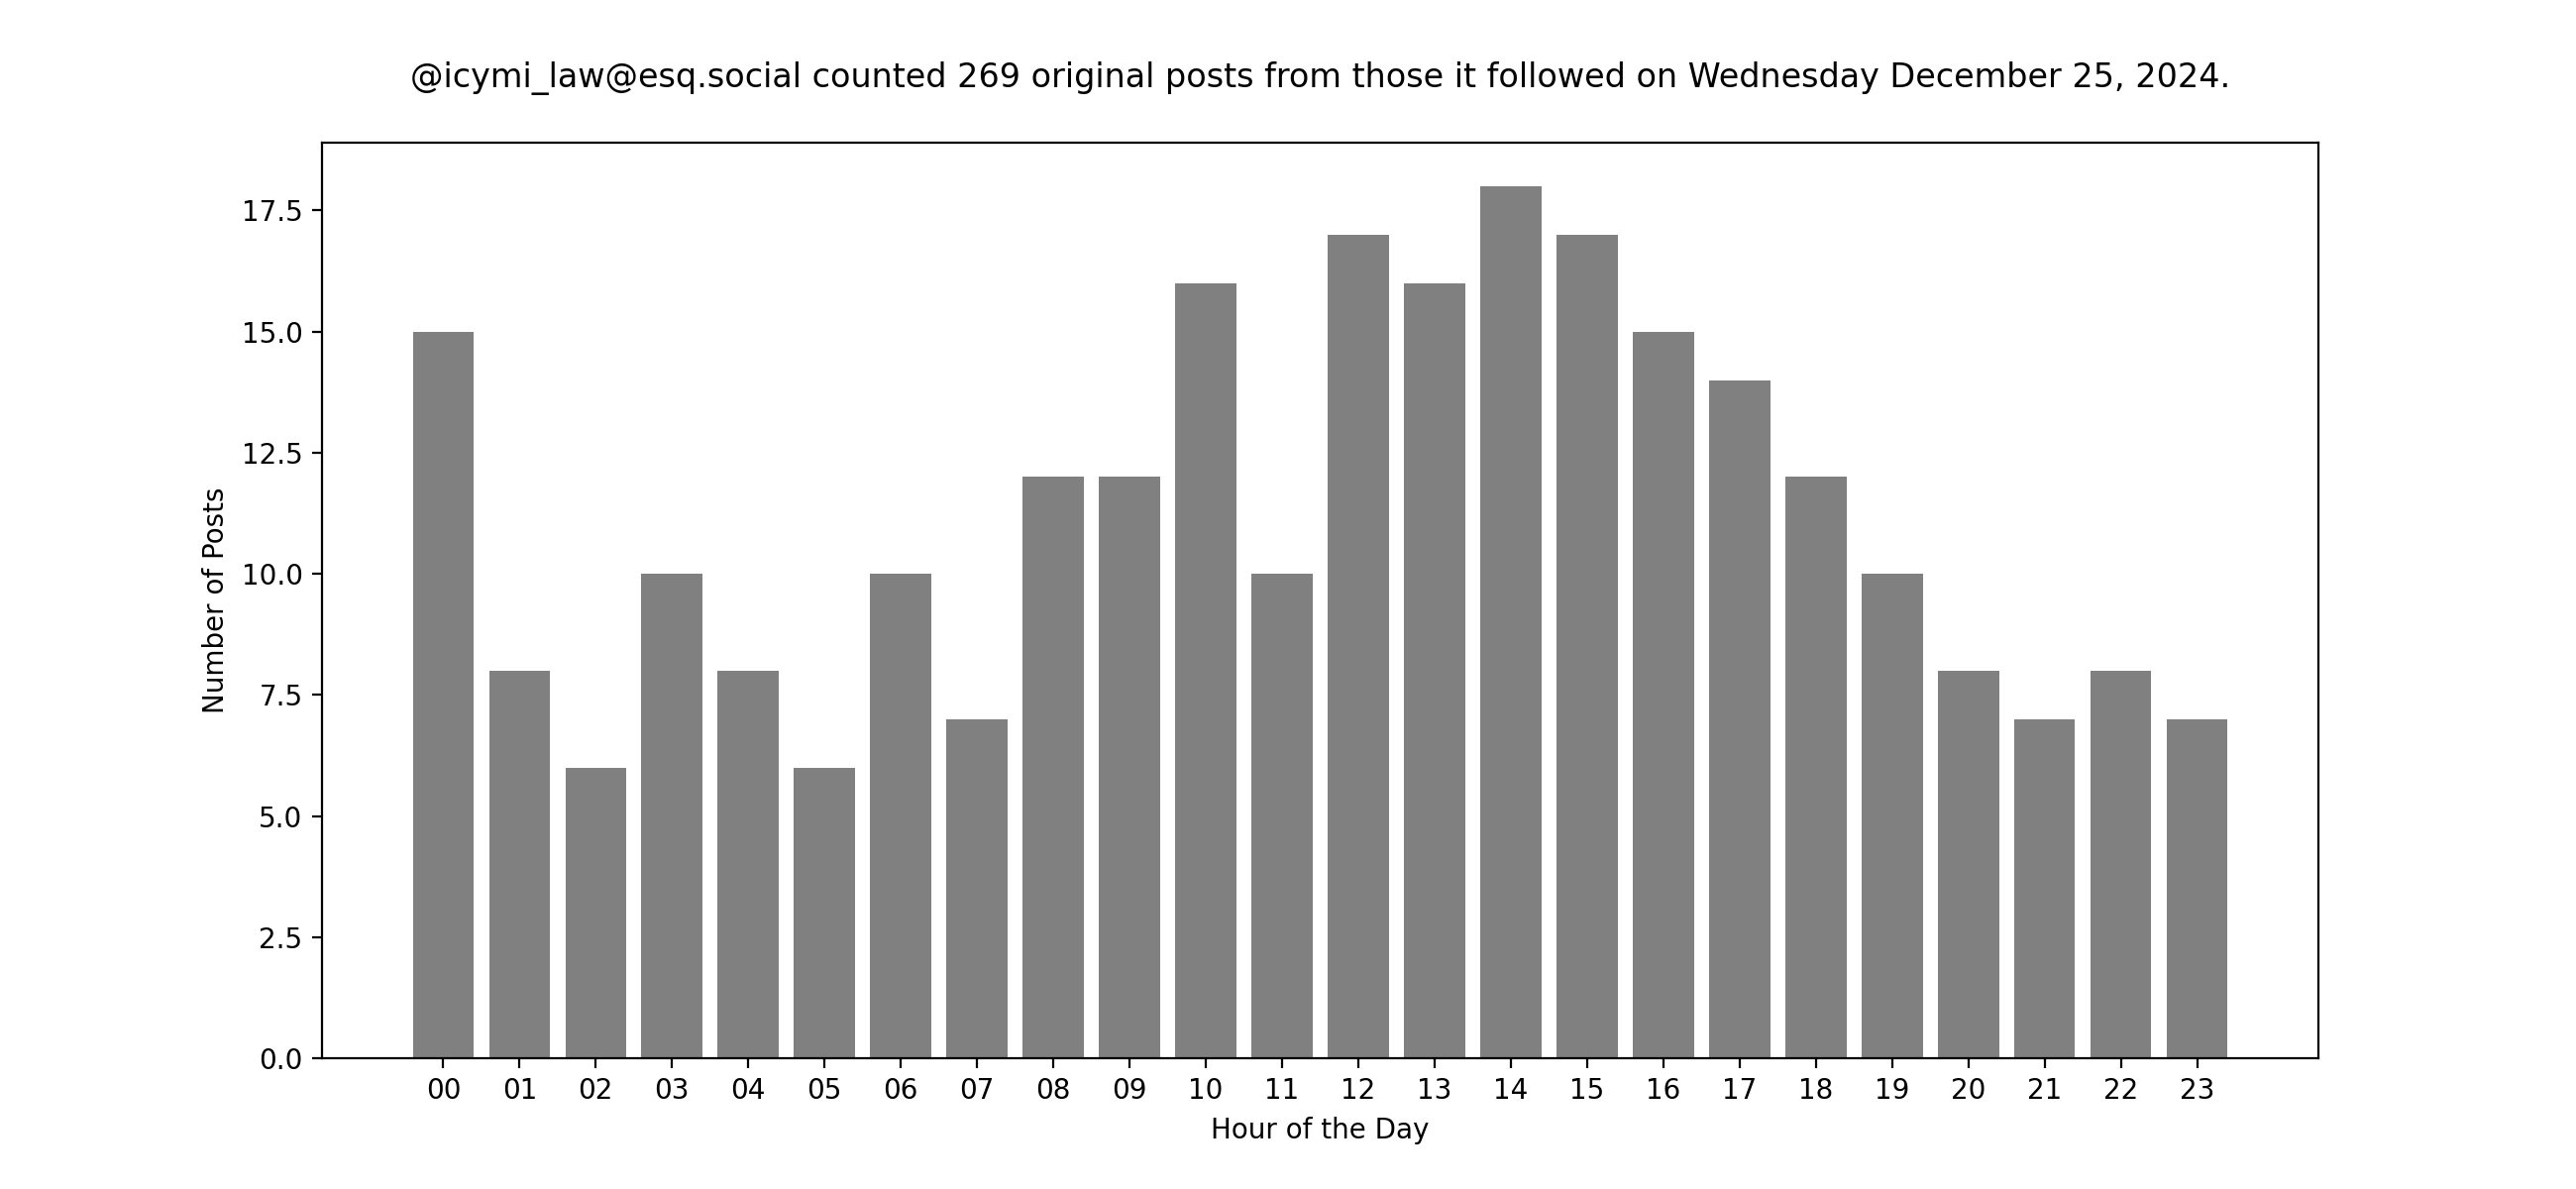 @icymi_law@esq.social counted 269 original posts from those it followed on Wednesday December 25, 2024.
17.5
15.0
12.5
10.0
7.5
5.0
2.5
0.0
Number of Posts
00 01 02 03 04 05 06 07 08 09 10 11 12 13 14 15 16 17 18 19 20 21 22 23
Hour of the Day